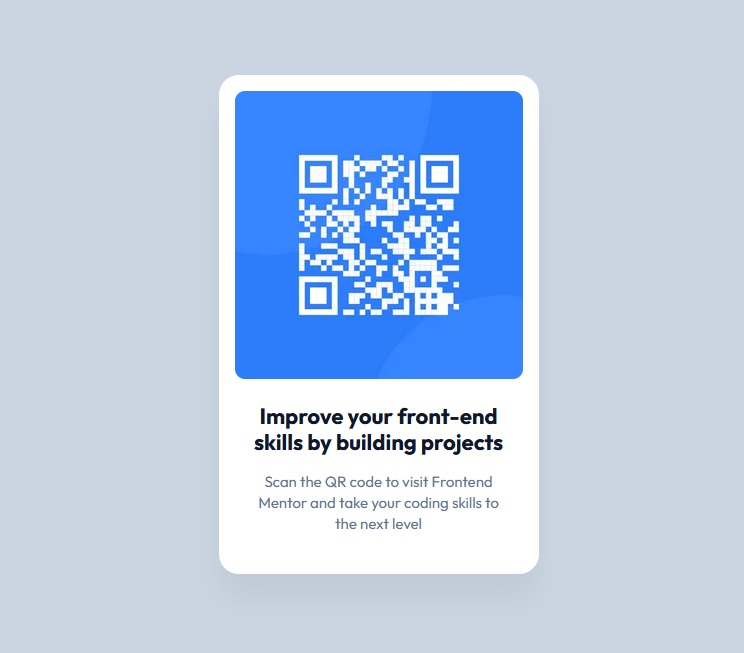 Improve your front-end
skills by building projects
Scan the QR code to visit Frontend
Mentor and take your coding skills to
the next level